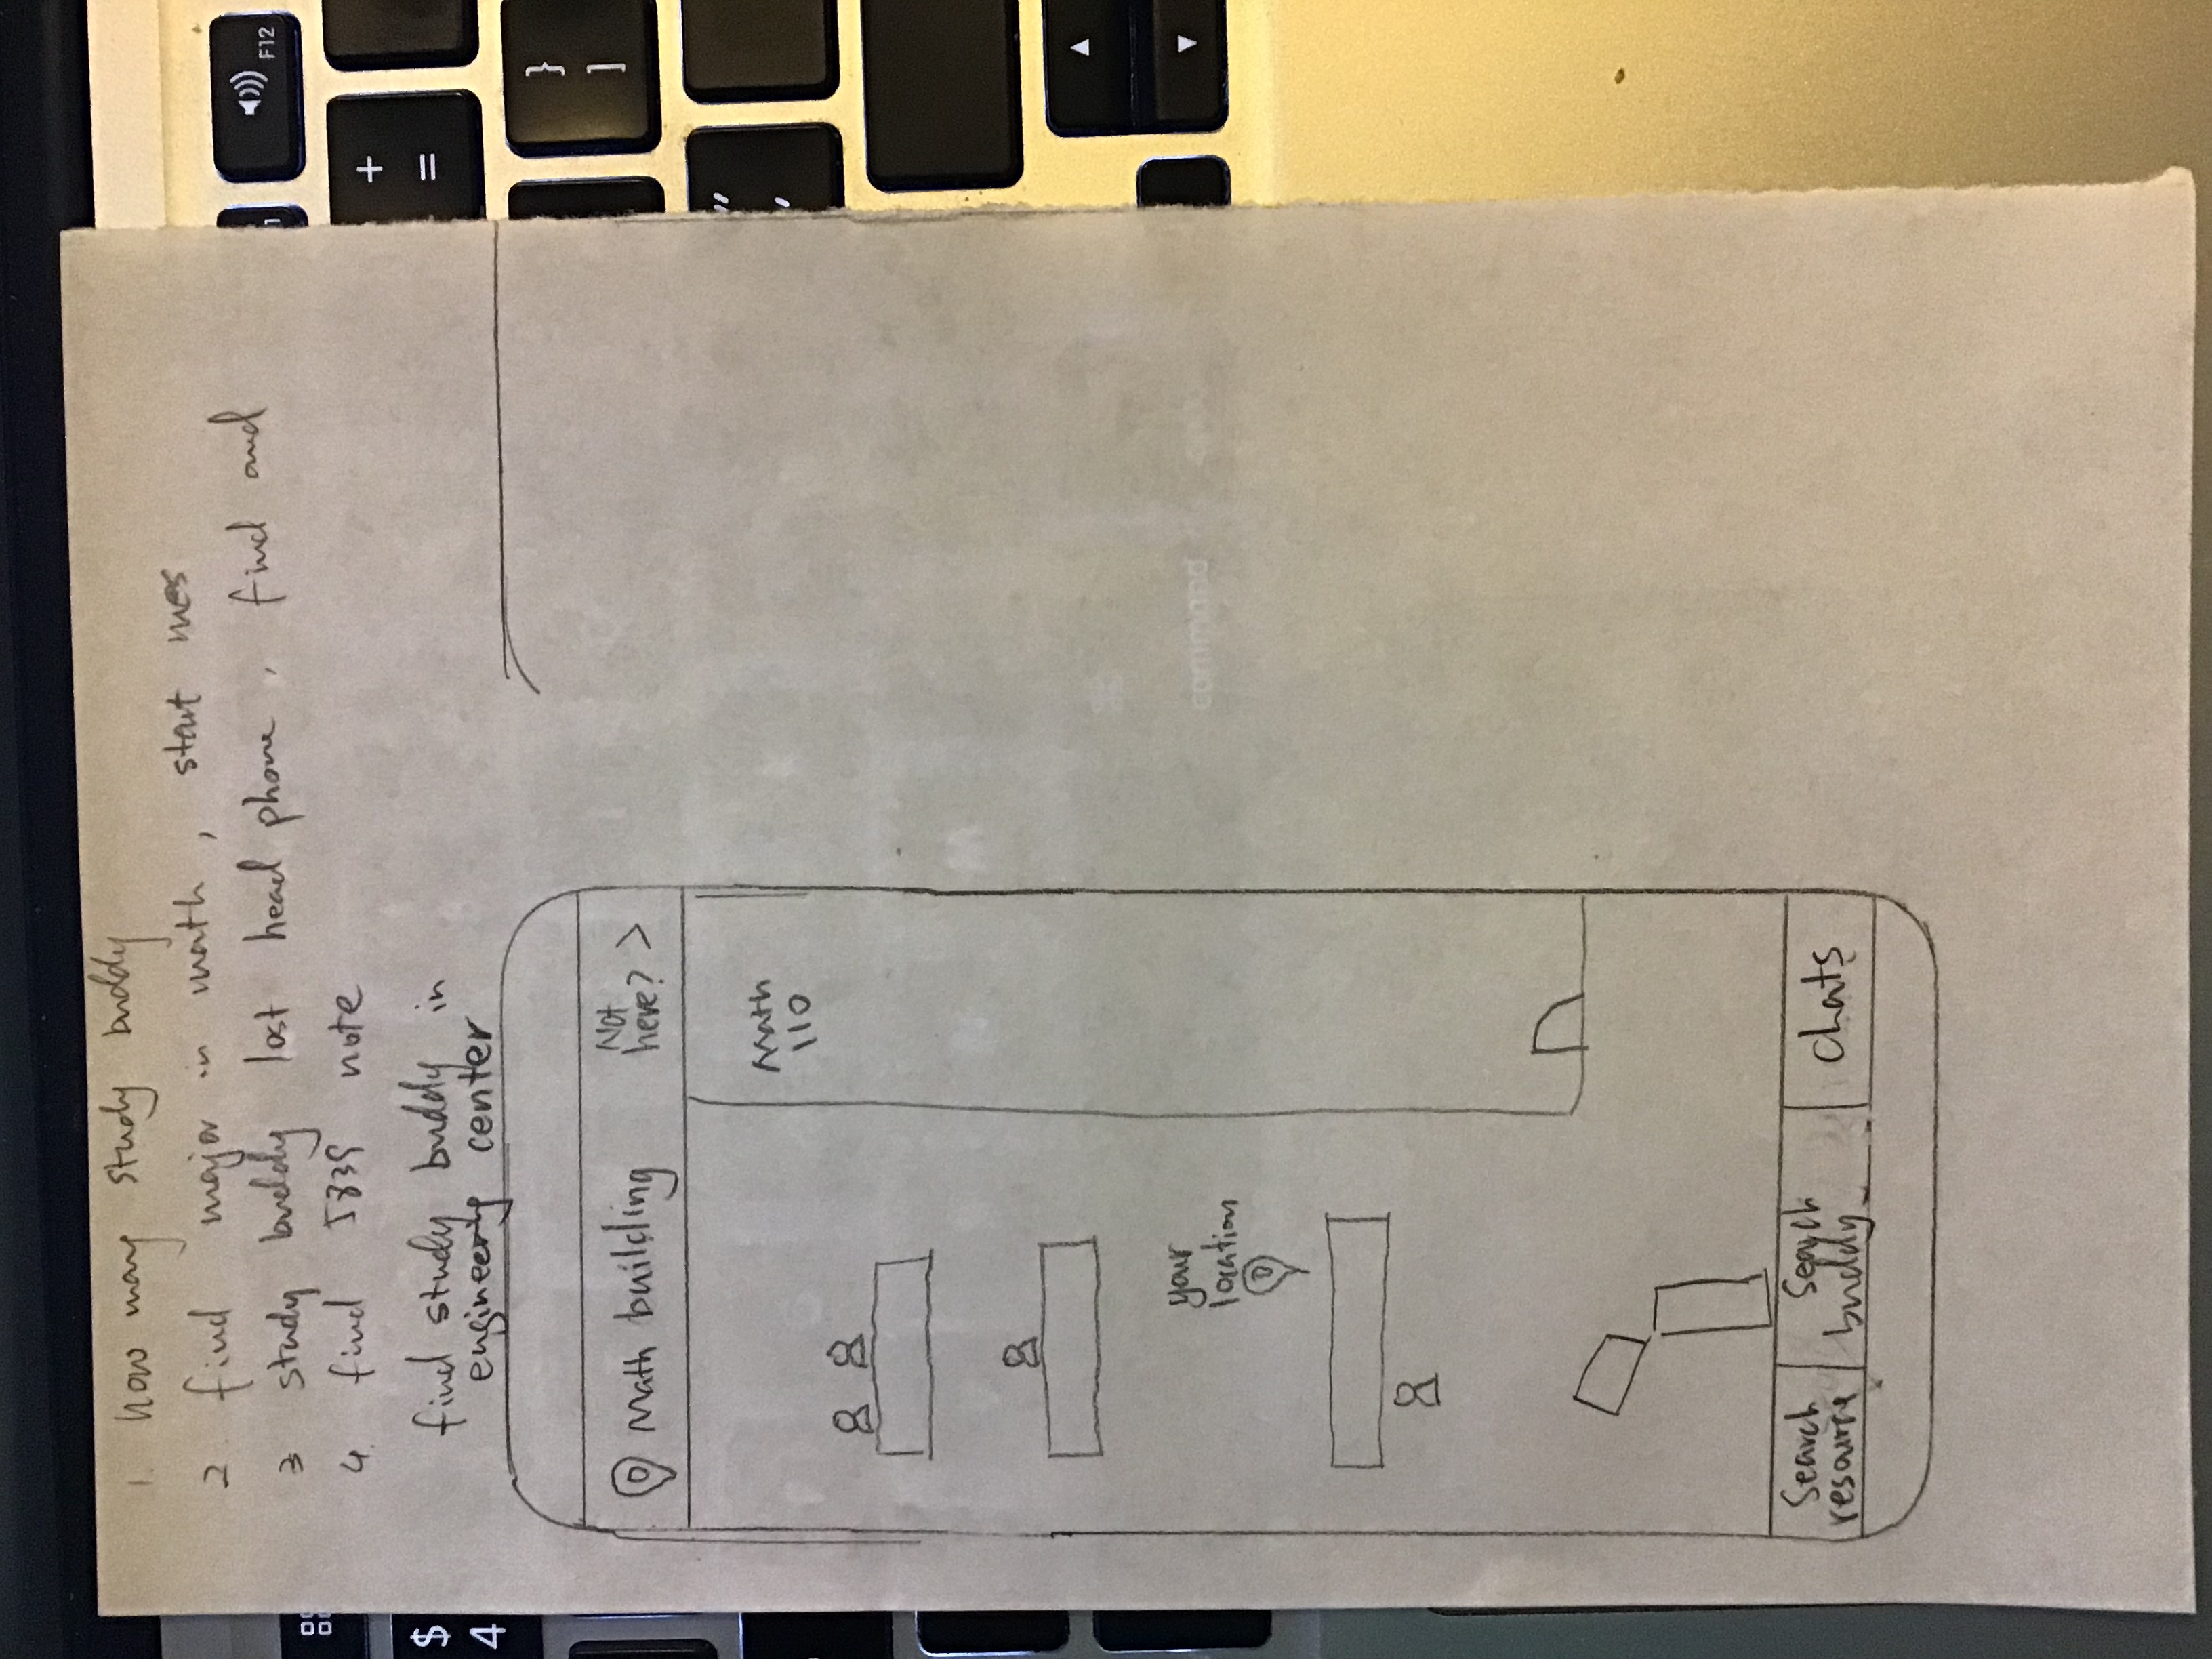 1. How many study buddy
2. find major in math, start mes
3 study buddy lost head phone, find and
4. find 5839 note
find study buddy in
engineering center
Math building
Not
here? >
Math
110
your
location
Search
resource
Search
buddy
chats
F12
+
=
}
]
"
$
4
command